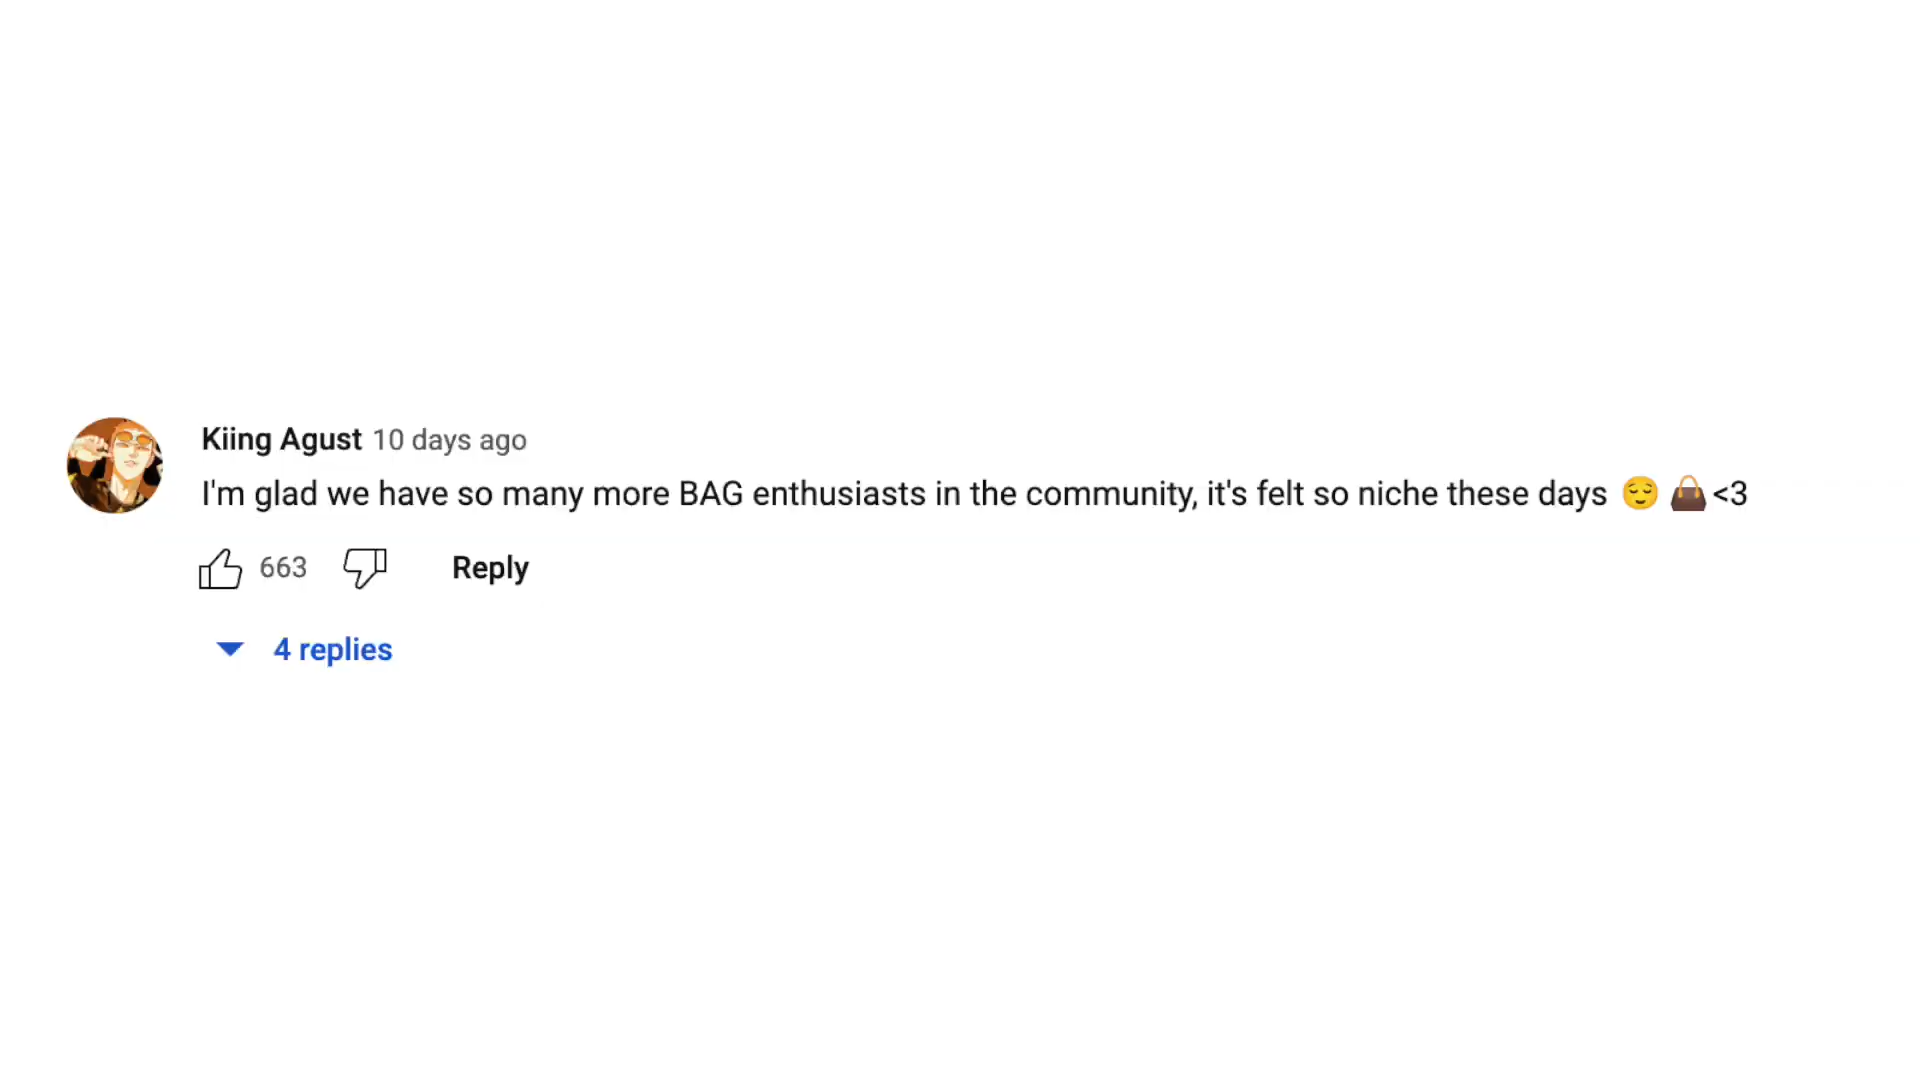 Kiing Agust 10 days ago
I'm glad we have so many more BAG enthusiasts in the community, it's felt so niche these days 😌 👜<3
663 Reply
4 replies